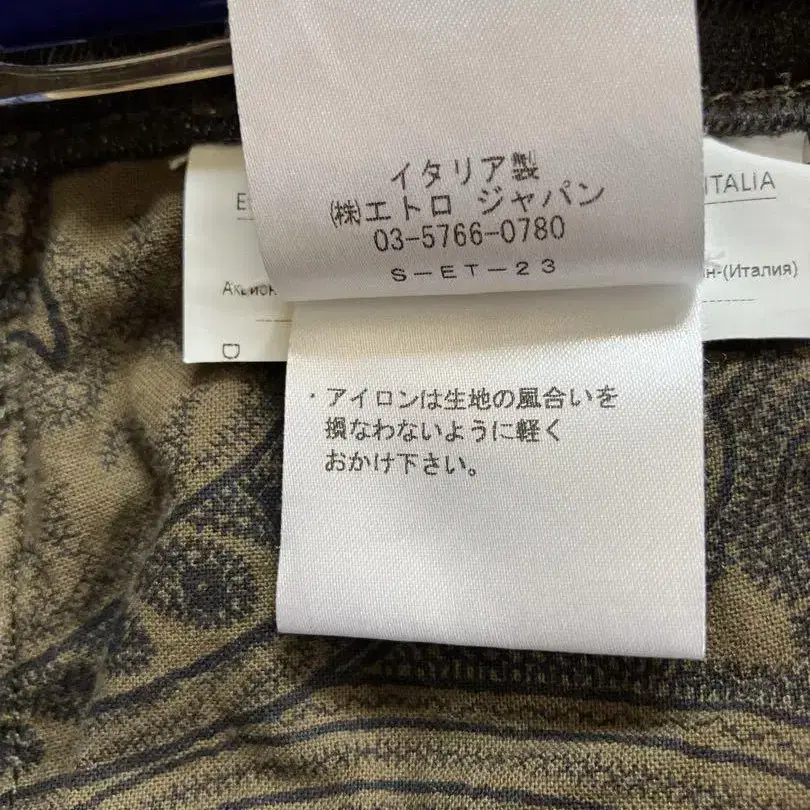 イタリア製
㈱エトロ ジャパン
03-5766-0780
S-ET-23
・アイロンは生地の風合いを
損なわないように軽く
おかけ下さい。
ITALIA
(Италия)